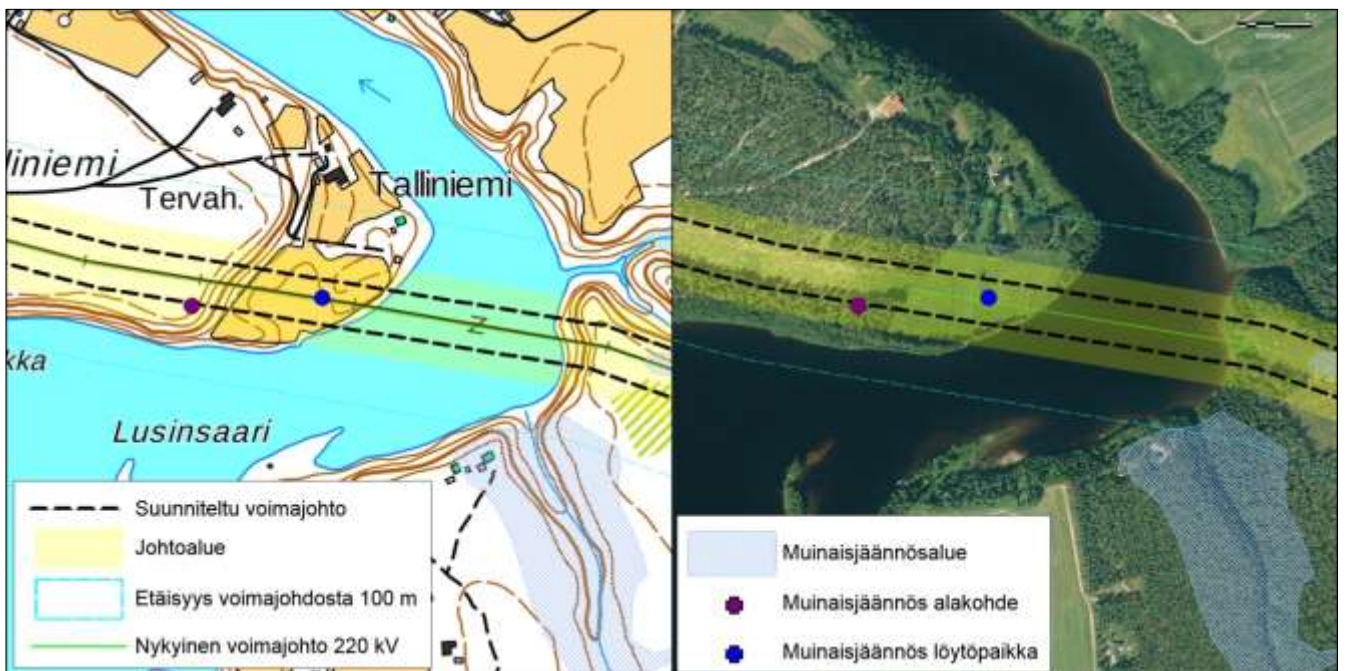 liniemi
Tervah.
Talliniemi
kka
Lusinsaari
Z
Suunniteltu voimajohto
Johtoalue
Etäisyys voimajohdosta 100 m
Nykyinen voimajohto 220 kV
Muinaisjäännösalue
Muinaisjäännös alakohde
Muinaisjäännös löytöpaikka